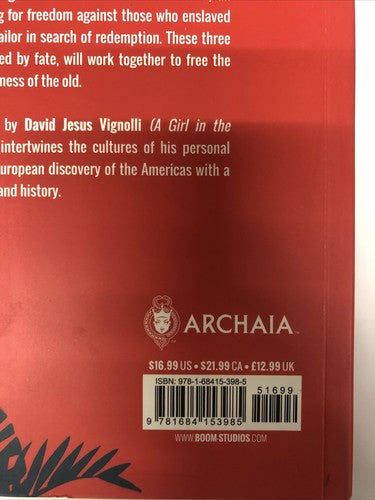 g for freedom against those who enslaved
ailor in search of redemption. These three
ed by fate, will work together to free the
ness of the old.
by David Jesus Vignolli (A Girl in the
intertwines the cultures of his personal
uropean discovery of the Americas with a
and history.
ARCHAIA™
$16.99 US • $21.99 CA • £12.99 UK
ISBN: 978-1-68415-398-5
51699
9 781684 153985
WWW.BOOM-STUDIOS.COM